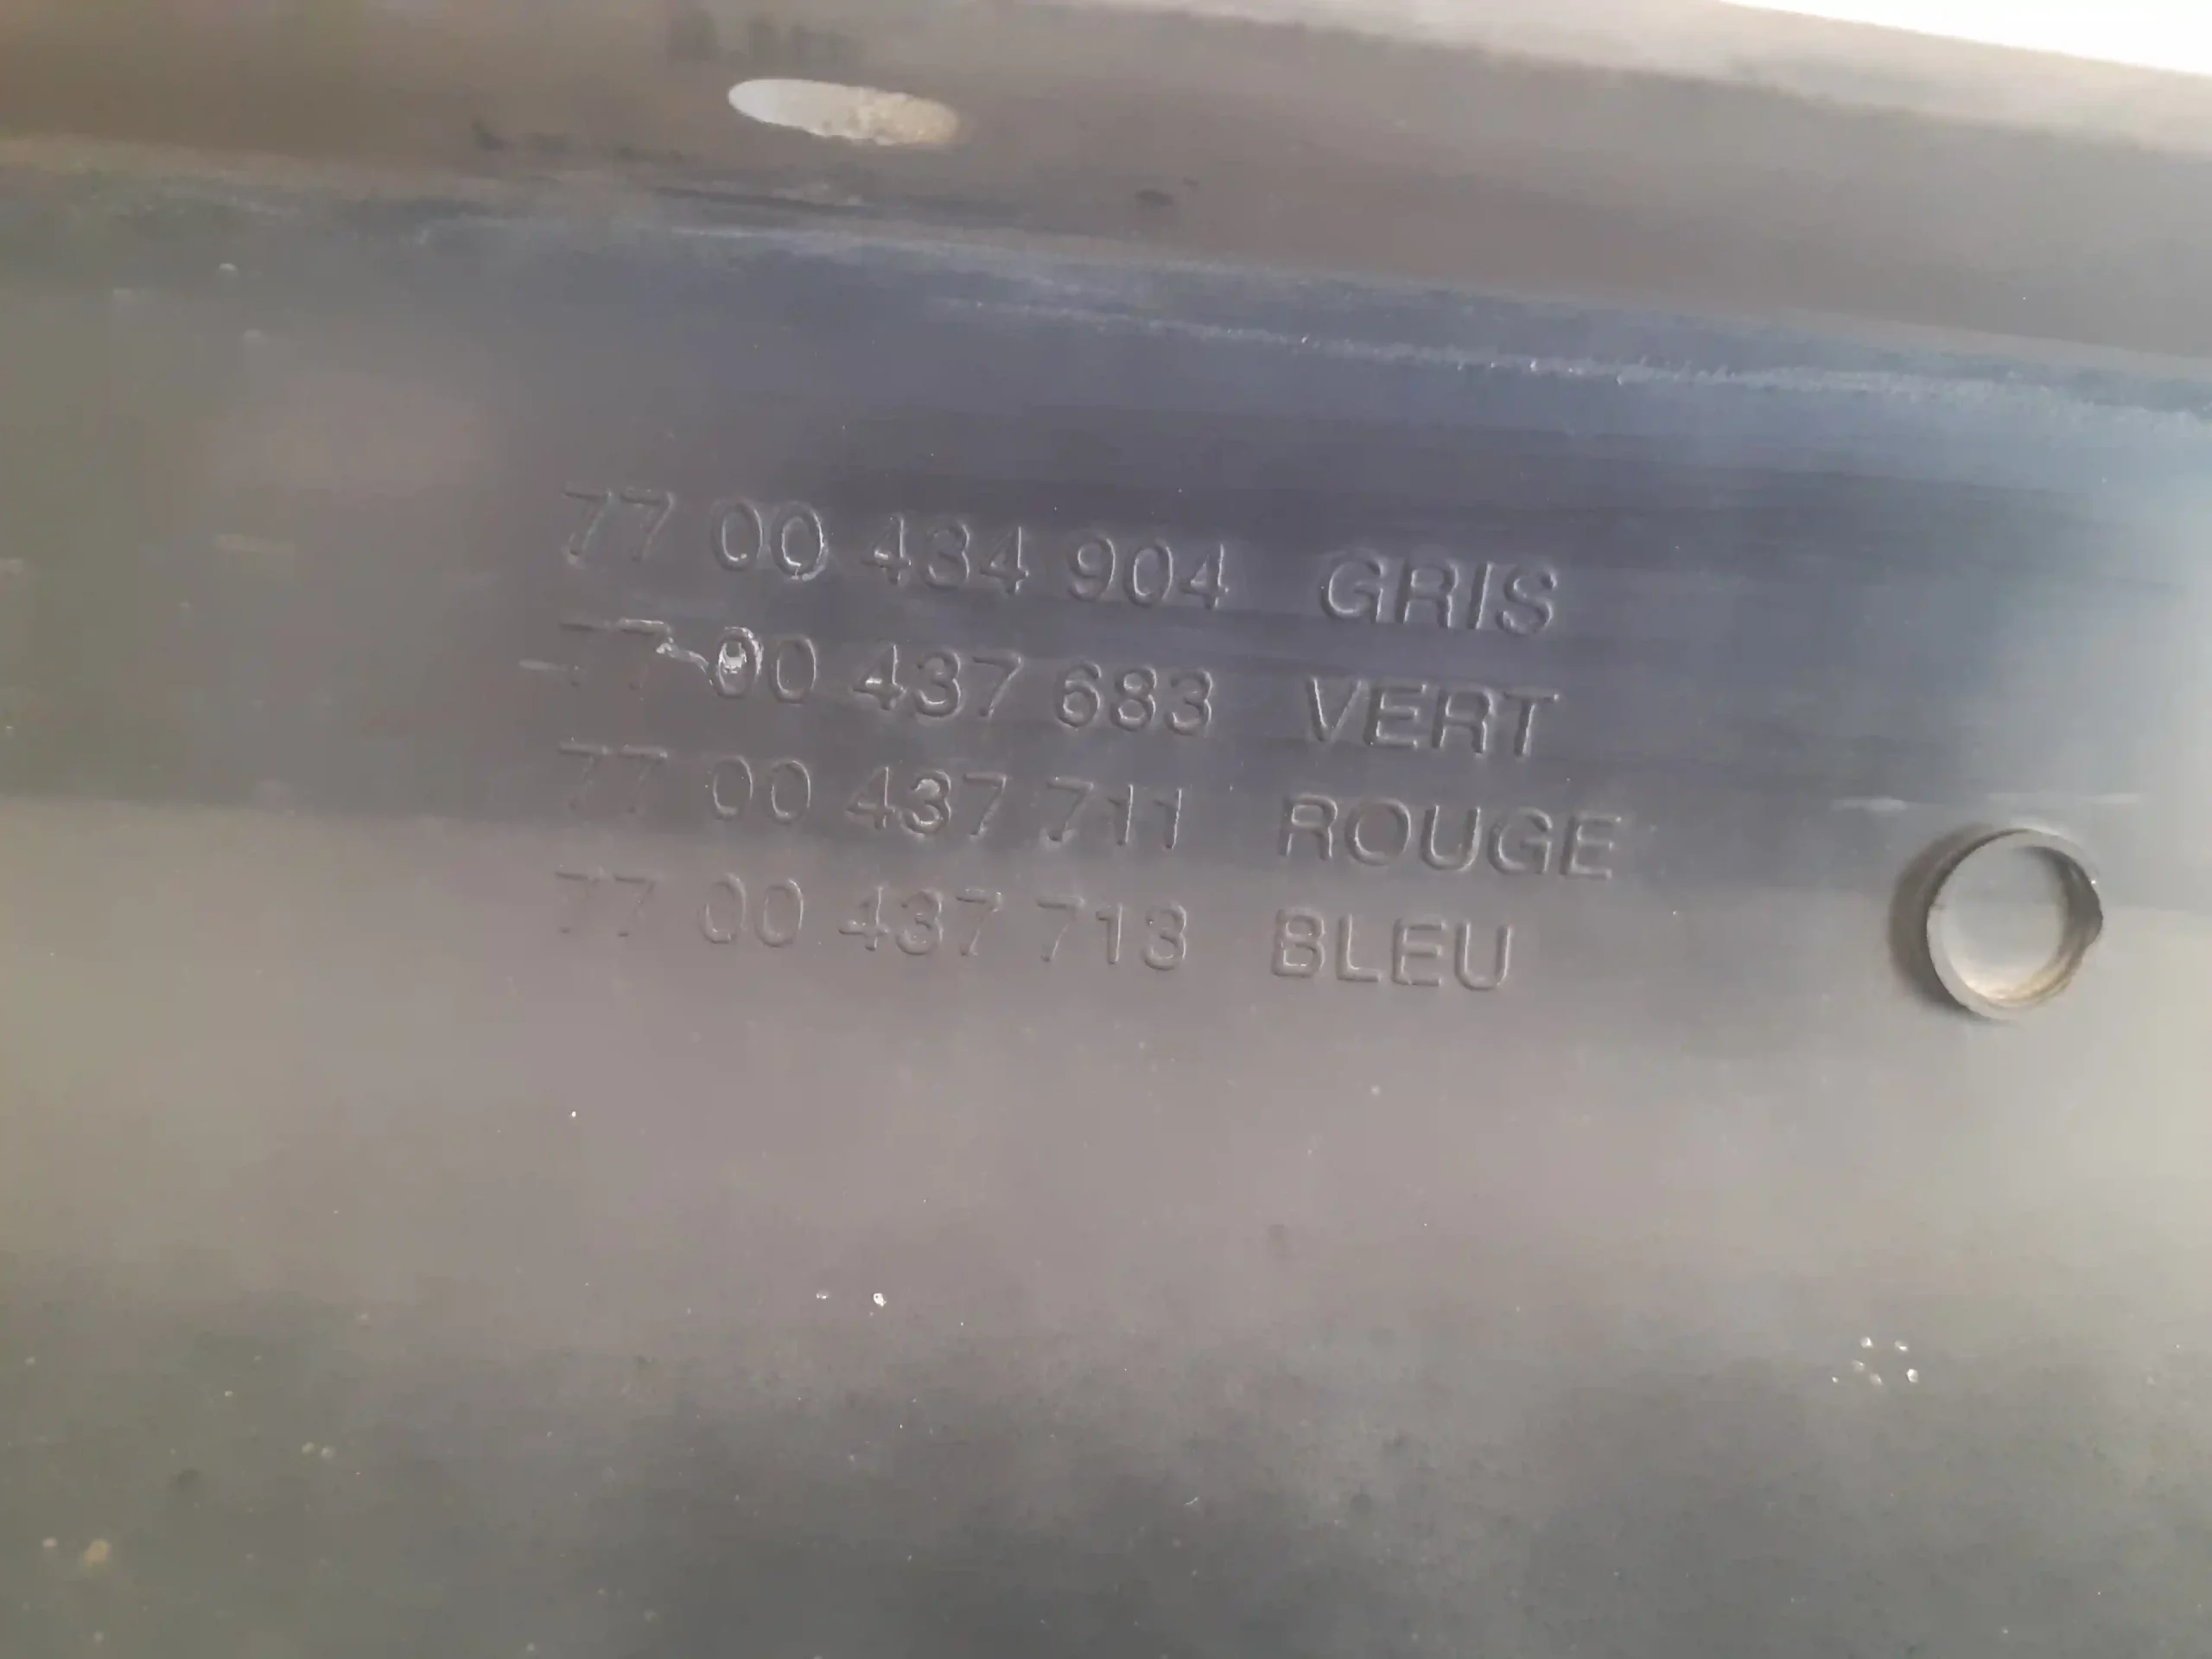 77 00 434 904 GRIS
77 00 437 683 VERT
77 00 437 711 ROUGE
77 00 437 713 BLEU